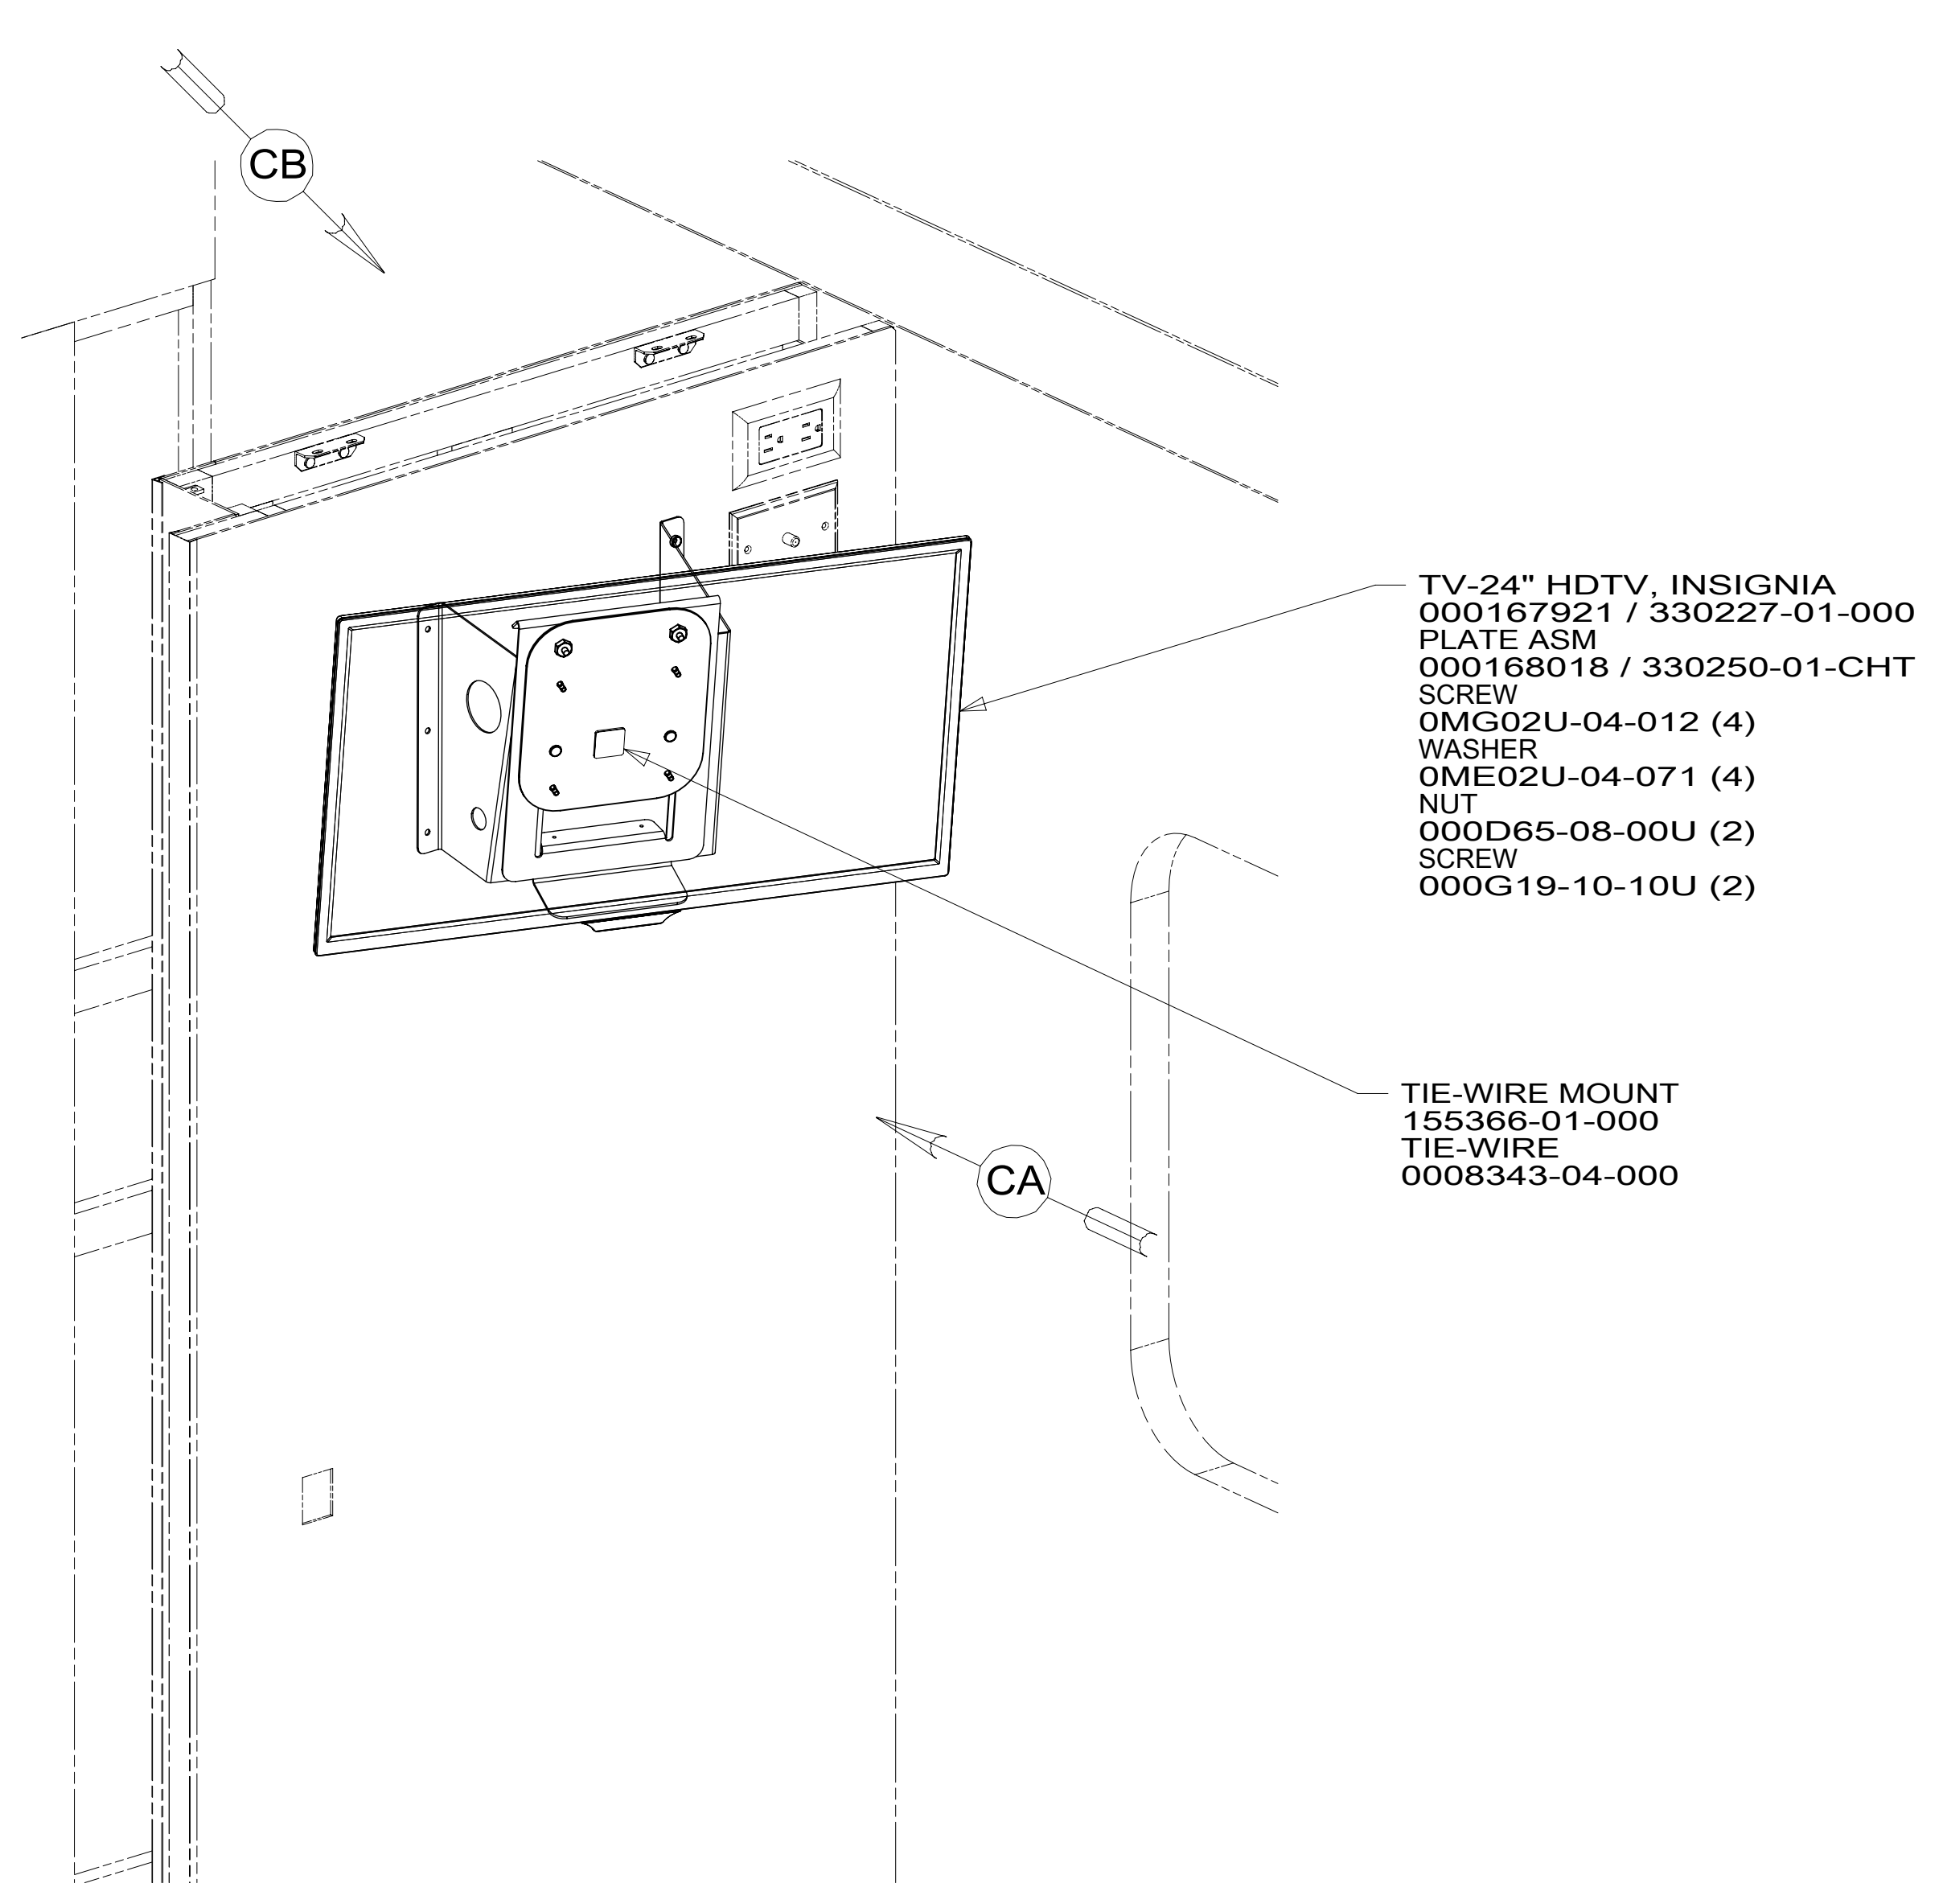 CB
TV-24" HDTV, INSIGNIA
000167921 / 330227-01-000
PLATE ASM
000168018 / 330250-01-CHT
SCREW
0MG02U-04-012 (4)
WASHER
0ME02U-04-071 (4)
NUT
000D65-08-00U (2)
SCREW
000G19-10-10U (2)
TIE-WIRE MOUNT
155366-01-000
TIE-WIRE
0008343-04-000
CA